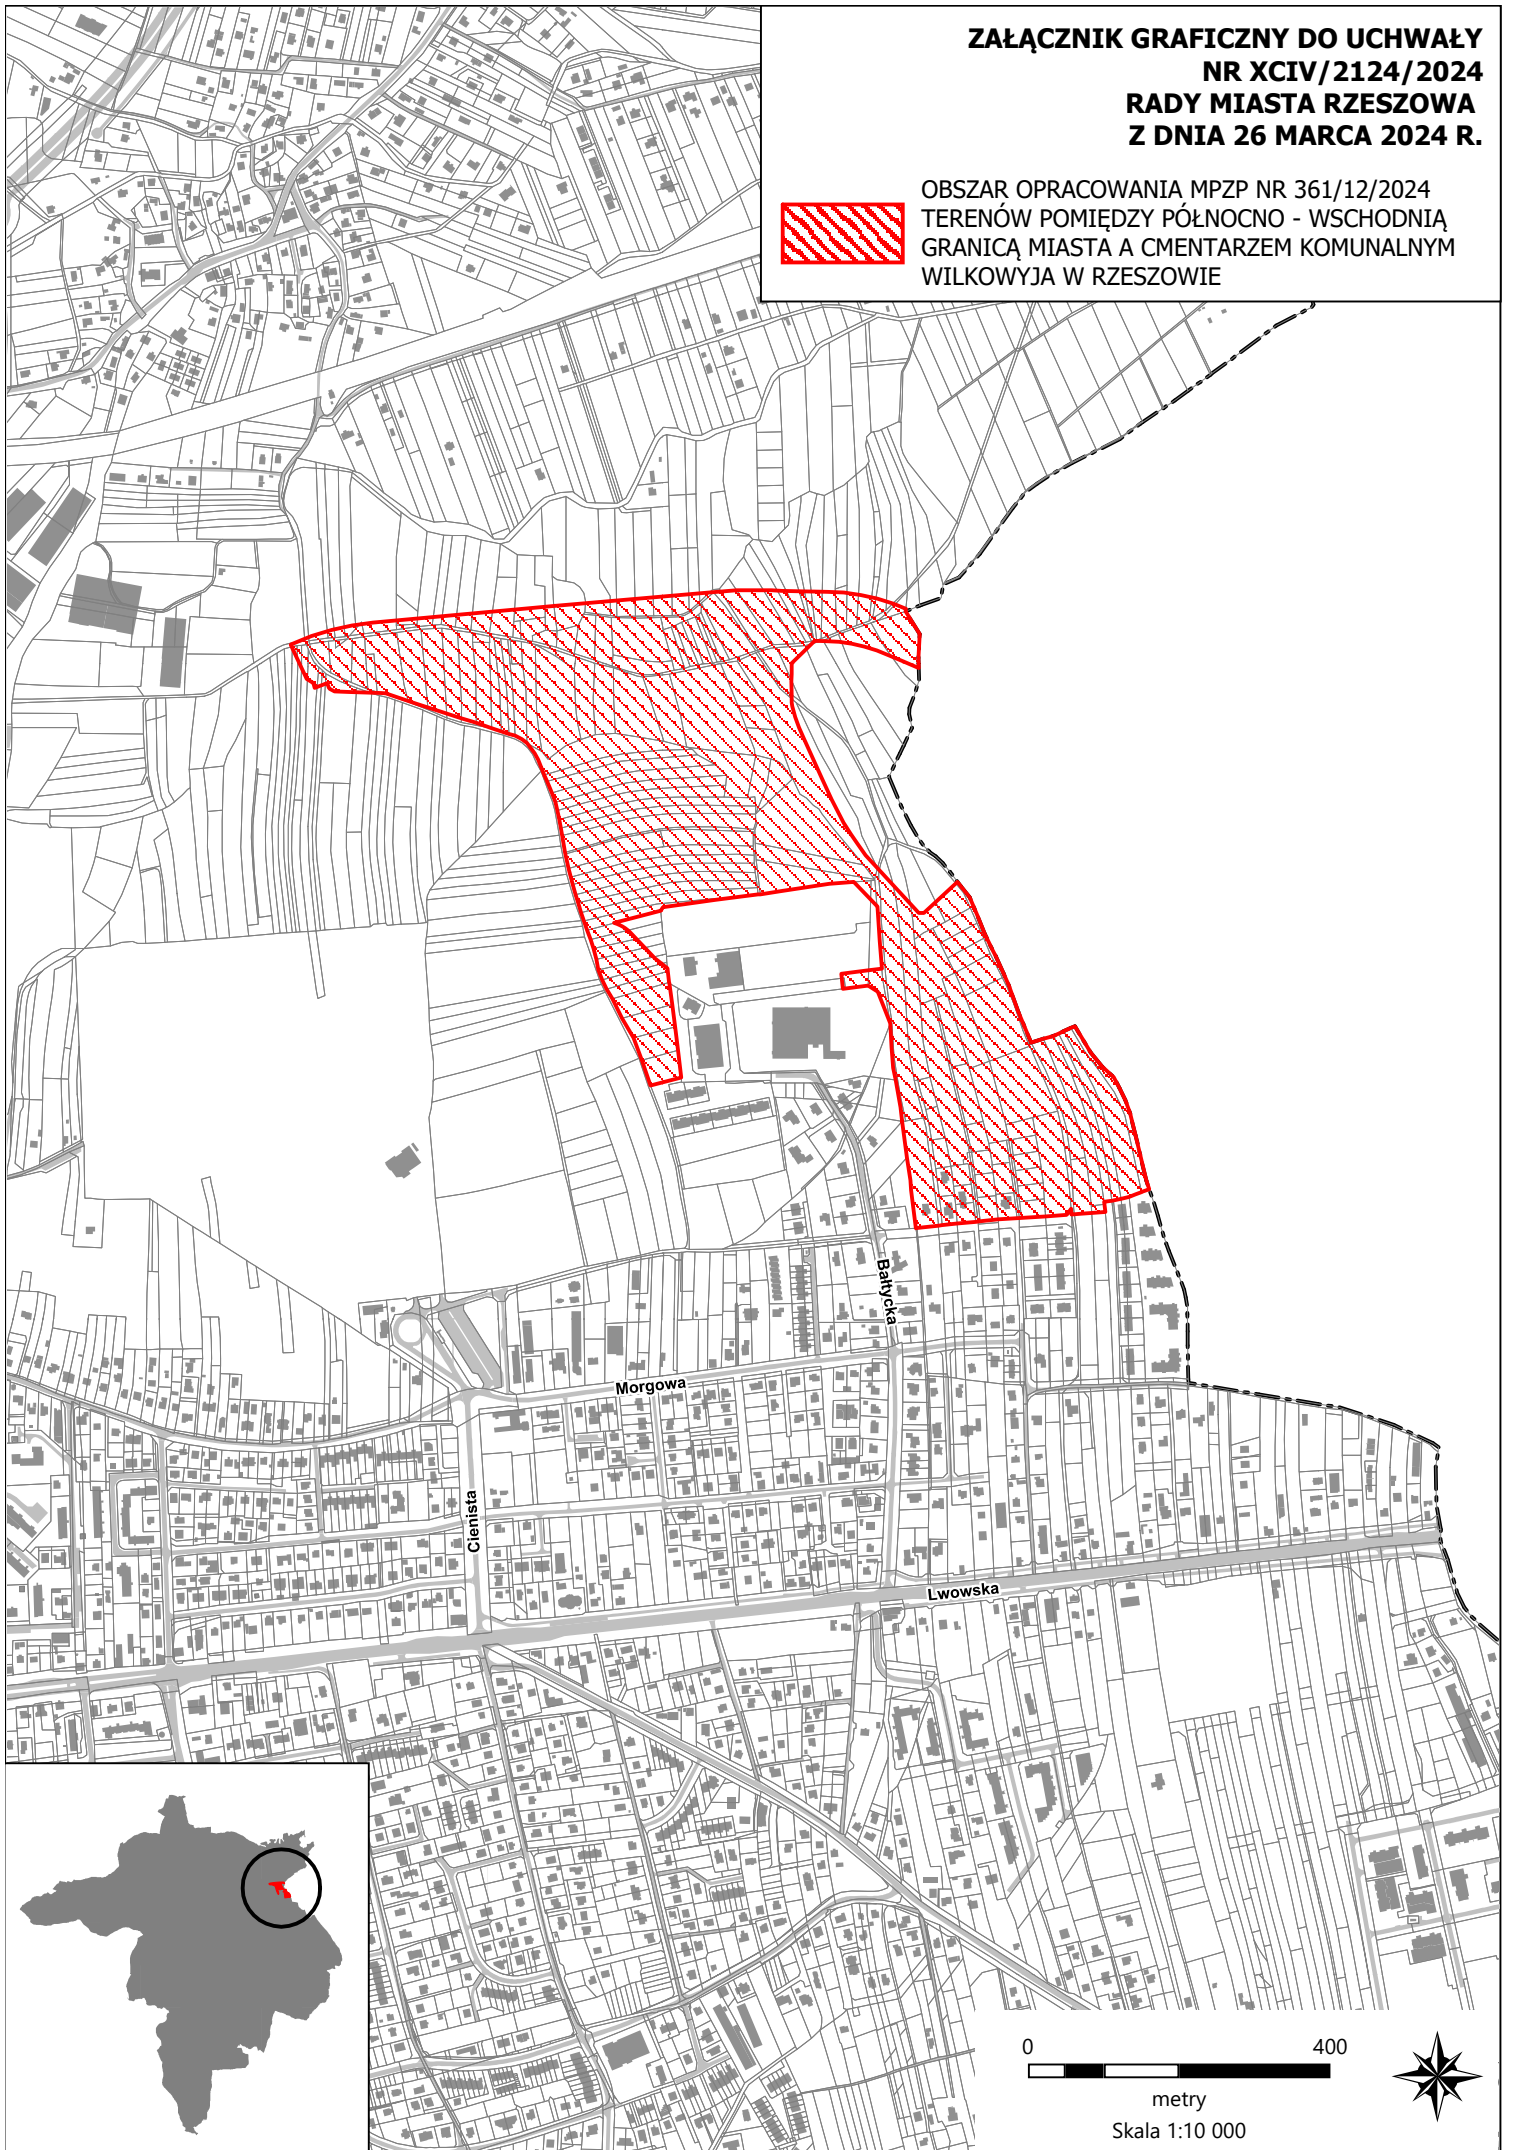 ZAŁĄCZNIK GRAFICZNY DO UCHWAŁY
NR XCIV/2124/2024
RADY MIASTA RZESZOWA
Z DNIA 26 MARCA 2024 R.
OBSZAR OPRACOWANIA MPZP NR 361/12/2024
TERENÓW POMIĘDZY PÓŁNOCNO - WSCHODNIĄ
GRANICĄ MIASTA A CMENTARZEM KOMUNALNYM
WILKOWYJA W RZESZOWIE
Bałtycka
Morgowa
Cienista
Lwowska
0 400
metry
Skala 1:10 000